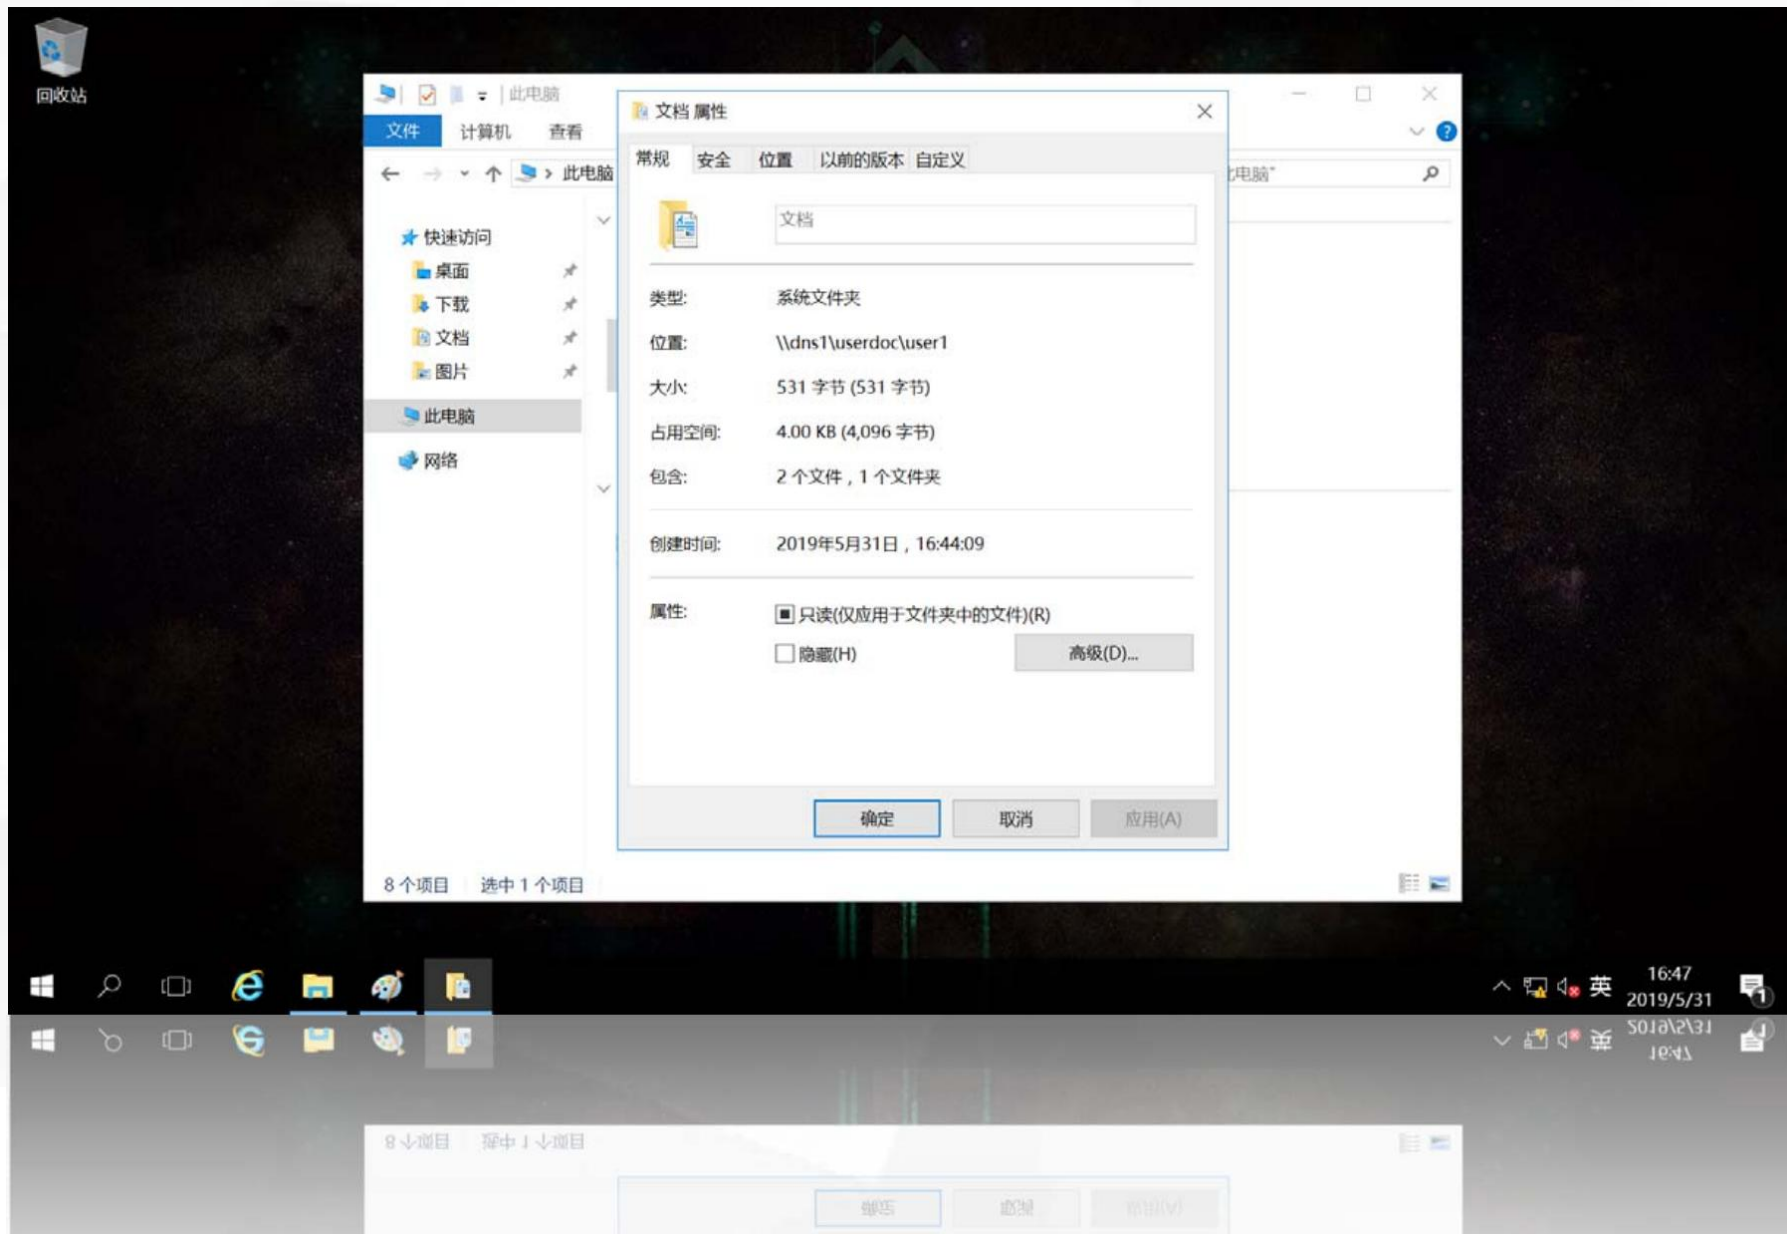 回收站
此电脑
文件 计算机 查看
此电脑
快速访问
桌面
下载
文档
图片
此电脑
网络
8 个项目 选中 1 个项目
文档 属性
常规 安全 位置 以前的版本 自定义
电脑"
文档
类型: 系统文件夹
位置: \\dns1\userdoc\user1
大小: 531 字节 (531 字节)
占用空间: 4.00 KB (4,096 字节)
包含: 2 个文件，1 个文件夹
创建时间: 2019年5月31日，16:44:09
属性: 只读(仅应用于文件夹中的文件)(R)
隐藏(H) 高级(D)...
确定 取消 应用(A)
英 16:47
2019/5/31
1